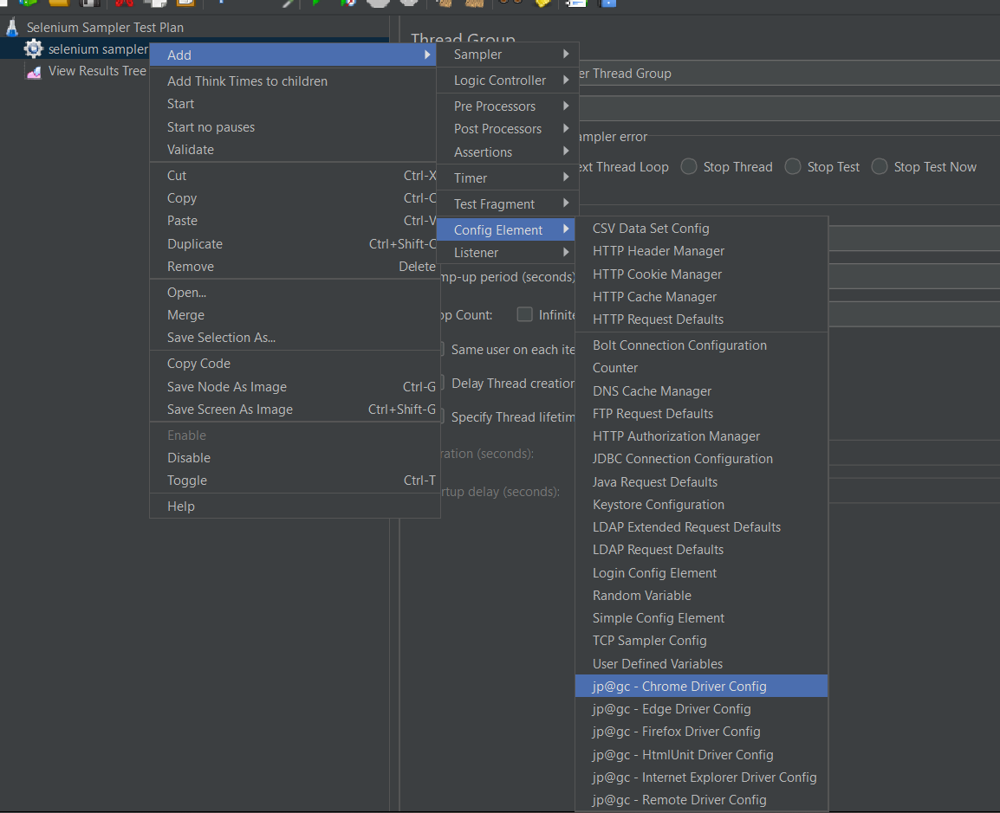 Selenium Sampler Test Plan
selenium sampler
View Results Tree
Add
Add Think Times to children
Start
Start no pauses
Validate
Cut Ctrl-X
Copy Ctrl-C
Paste Ctrl-V
Duplicate Ctrl+Shift-C
Remove Delete
Open...
Merge
Save Selection As...
Copy Code
Save Node As Image Ctrl-G
Save Screen As Image Ctrl+Shift-G
Enable
Disable
Toggle Ctrl-T
Help
Thread Group
Sampler
Logic Controller
Pre Processors
Post Processors
Assertions
Timer
Test Fragment
Config Element
Listener
er Thread Group
ampler error
ext Thread Loop Stop Thread Stop Test Stop Test Now
mp-up period (seconds)
op Count: Infinite
Same user on each ite
Delay Thread creation
Specify Thread lifetim
ration (seconds):
rtup delay (seconds):
CSV Data Set Config
HTTP Header Manager
HTTP Cookie Manager
HTTP Cache Manager
HTTP Request Defaults
Bolt Connection Configuration
Counter
DNS Cache Manager
FTP Request Defaults
HTTP Authorization Manager
JDBC Connection Configuration
Java Request Defaults
Keystore Configuration
LDAP Extended Request Defaults
LDAP Request Defaults
Login Config Element
Random Variable
Simple Config Element
TCP Sampler Config
User Defined Variables
jp@gc - Chrome Driver Config
jp@gc - Edge Driver Config
jp@gc - Firefox Driver Config
jp@gc - HtmlUnit Driver Config
jp@gc - Internet Explorer Driver Config
jp@gc - Remote Driver Config